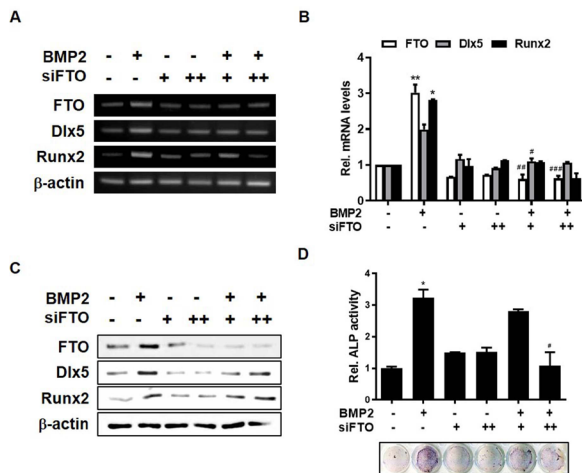 A
BMP2 - + - - + +
siFTO - - + ++ + ++
FTO
Dlx5
Runx2
β-actin
B
FTO Dlx5 Runx2
Rel. mRNA levels
4
3
2
1
0
** * # ## ###
BMP2 - + - - + +
siFTO - - + ++ + ++
C
BMP2 - + - - + +
siFTO - - + ++ + ++
FTO
Dlx5
Runx2
β-actin
D
Rel. ALP activity
4
3
2
1
0
* #
BMP2 - + - - + +
siFTO - - + ++ + ++